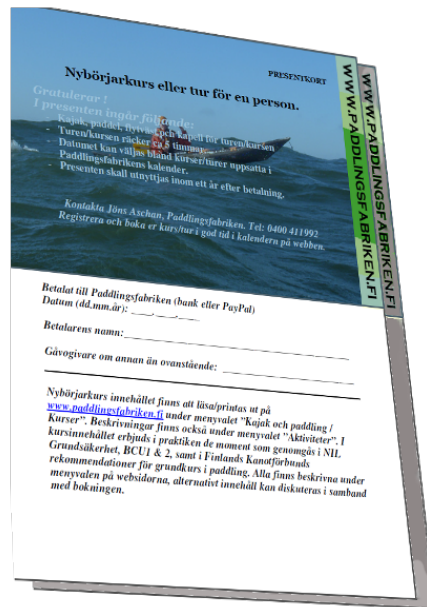 PRESENTKORT
Nybörjarkurs eller tur för en person.
Gratulerar !
I presenten ingår följande:
- Kajak, paddel, flytväst och kapell för turen/kursen
- Turen/kursen räcker ca 5 timmar
- Datumet kan väljas bland kurser/turer uppsatta i
Paddlingsfabrikens kalender.
- Presenten skall utnyttjas inom ett år efter betalning.
Kontakta Jöns Aschan, Paddlingsfabriken. Tel: 0400 411992
Registrera och boka er kurs/tur i god tid i kalendern på webben.
WWW.PADDLINGSFABRIKEN.FI
WWW.PADDLINGSFABRIKEN.FI
Betalat till Paddlingsfabriken (bank eller PayPal)
Datum (dd.mm.år): ____.____.____
Betalarens namn:
Gåvogivare om annan än ovanstående:
Nybörjarkurs innehållet finns att läsa/printas ut på
www.paddlingsfabriken.fi under menyvalet "Kajak och paddling /
Kurser". Beskrivningar finns också under menyvalet "Aktiviteter". I
kursinnehållet erbjuds i praktiken de moment som genomgås i NIL
Grundsäkerhet, BCU1 & 2, samt i Finlands Kanotförbunds
rekommendationer för grundkurs i paddling. Alla finns beskrivna under
menyvalen på websidorna, alternativt innehåll kan diskuteras i samband
med bokningen.